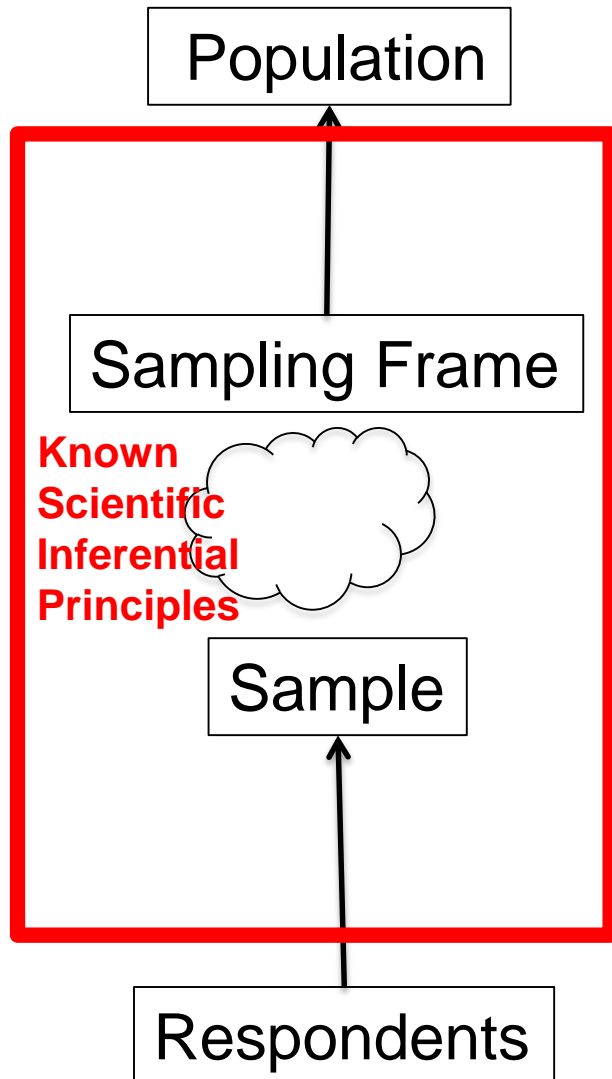 Population
Sampling Frame
Known
Scientific
Inferential
Principles
Sample
Respondents